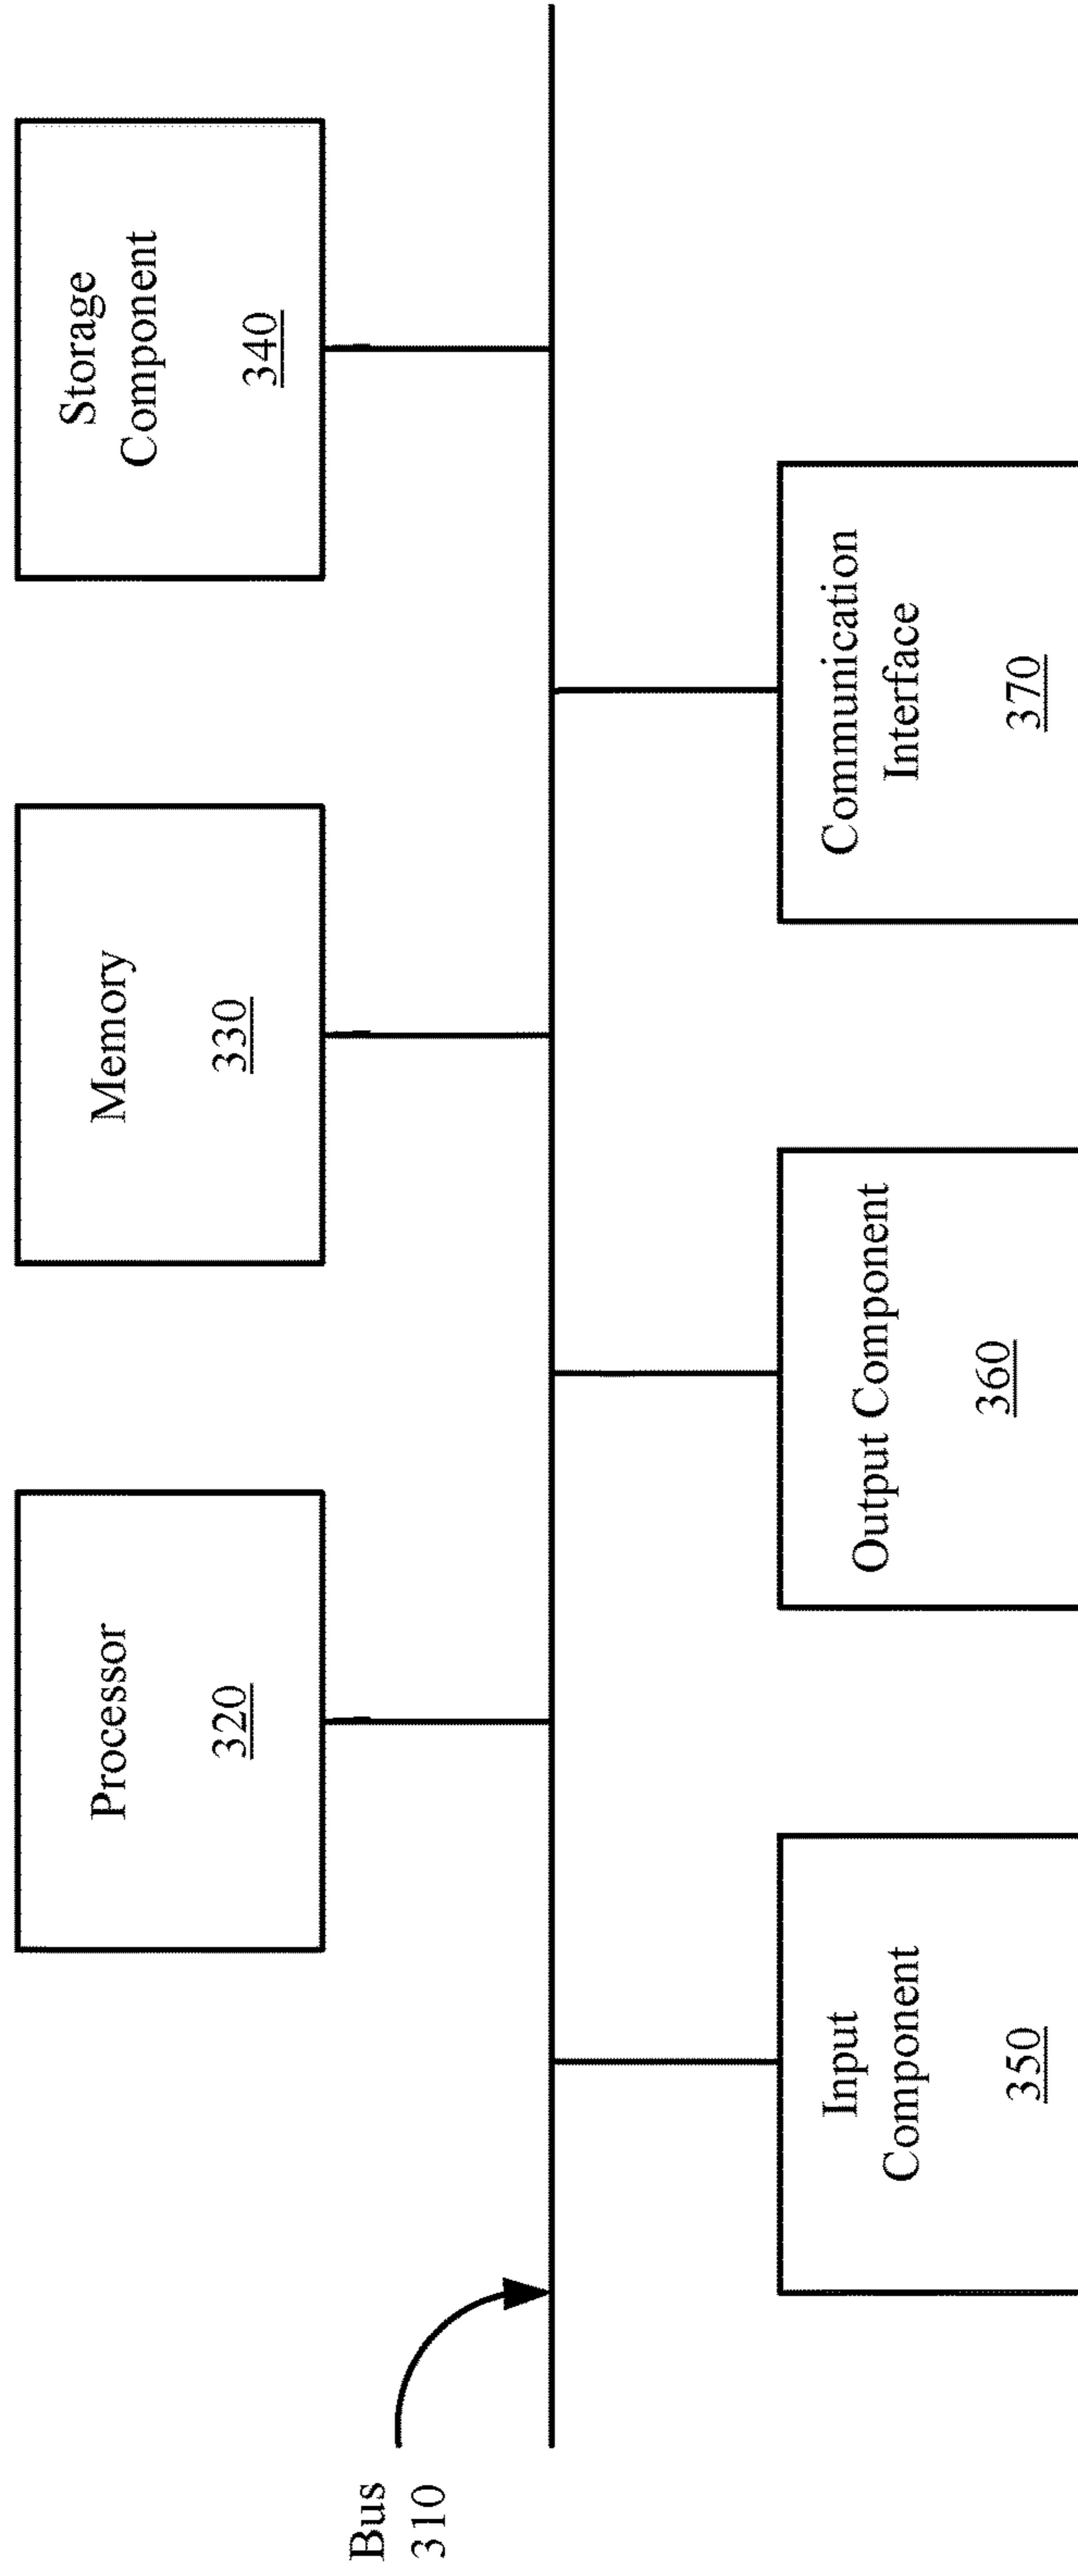 Processor
320
Memory
330
Storage
Component
340
Bus
310
Input
Component
350
Output Component
360
Communication
Interface
370